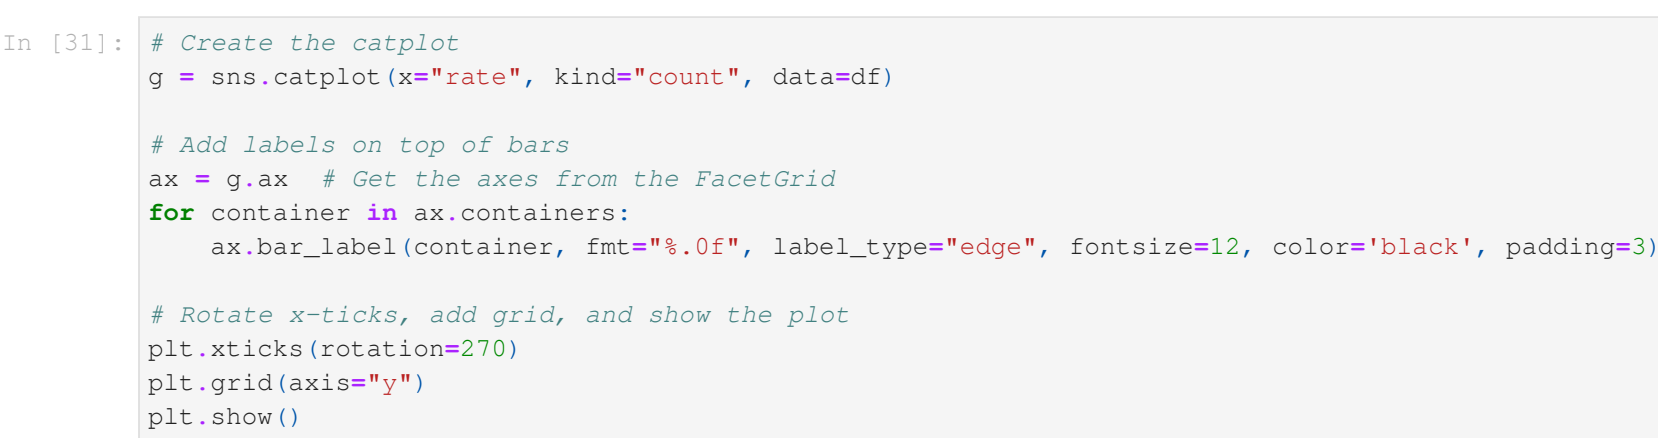 In [31]: # Create the catplot
g = sns.catplot(x="rate", kind="count", data=df)
# Add labels on top of bars
ax = g.ax  # Get the axes from the FacetGrid
for container in ax.containers:
    ax.bar_label(container, fmt="%.0f", label_type="edge", fontsize=12, color='black', padding=3)
# Rotate x-ticks, add grid, and show the plot
plt.xticks(rotation=270)
plt.grid(axis="y")
plt.show()